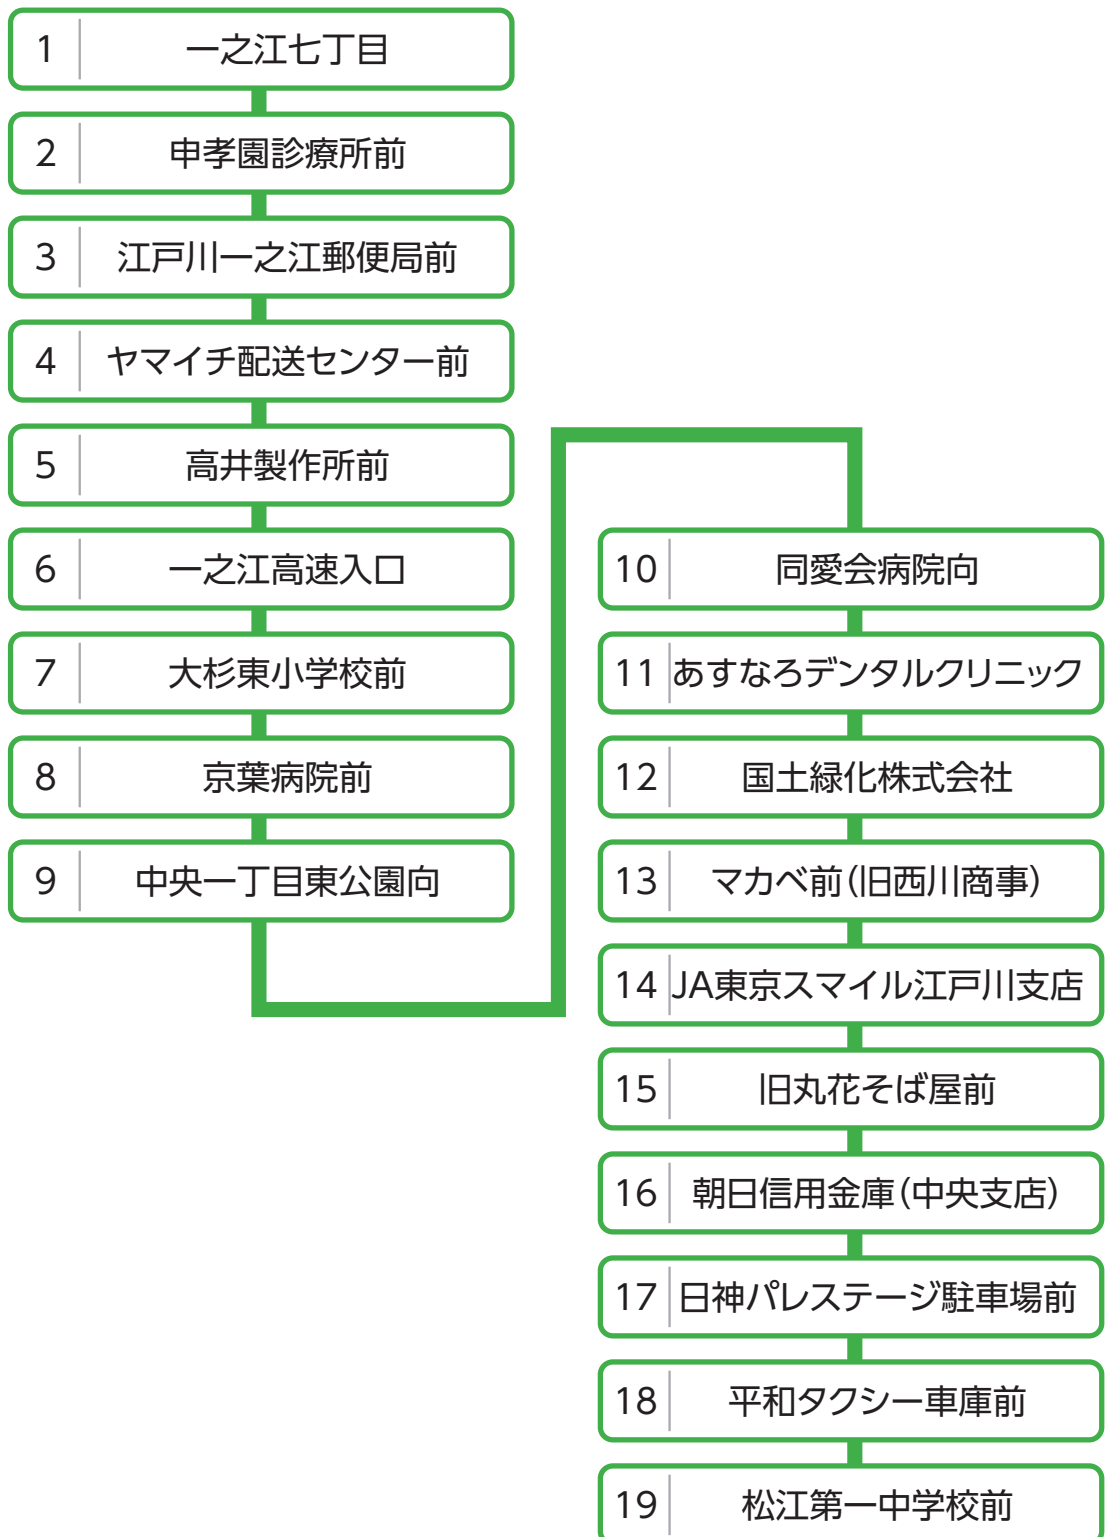 1 一之江七丁目
2 申孝園診療所前
3 江戸川一之江郵便局前
4 ヤマイチ配送センター前
5 高井製作所前
6 一之江高速入口
7 大杉東小学校前
8 京葉病院前
9 中央一丁目東公園向
10 同愛会病院向
11 あすなろデンタルクリニック
12 国土緑化株式会社
13 マカベ前(旧西川商事)
14 JA東京スマイル江戸川支店
15 旧丸花そば屋前
16 朝日信用金庫(中央支店)
17 日神パレステージ駐車場前
18 平和タクシー車庫前
19 松江第一中学校前